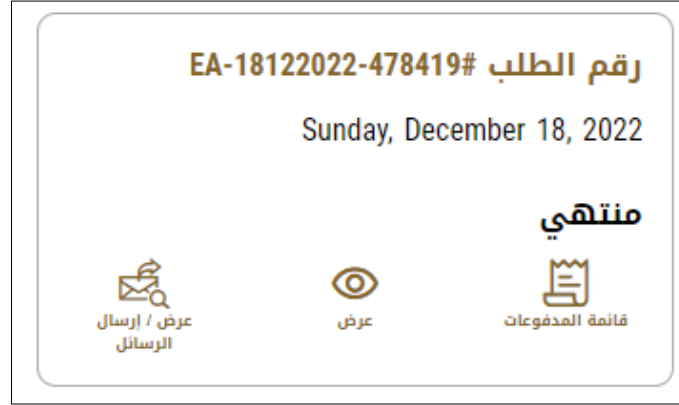 رقم الطلب #EA-18122022-478419
Sunday, December 18, 2022
منتهي
قائمة المدفوعات
عرض
عرض / إرسال
الرسائل